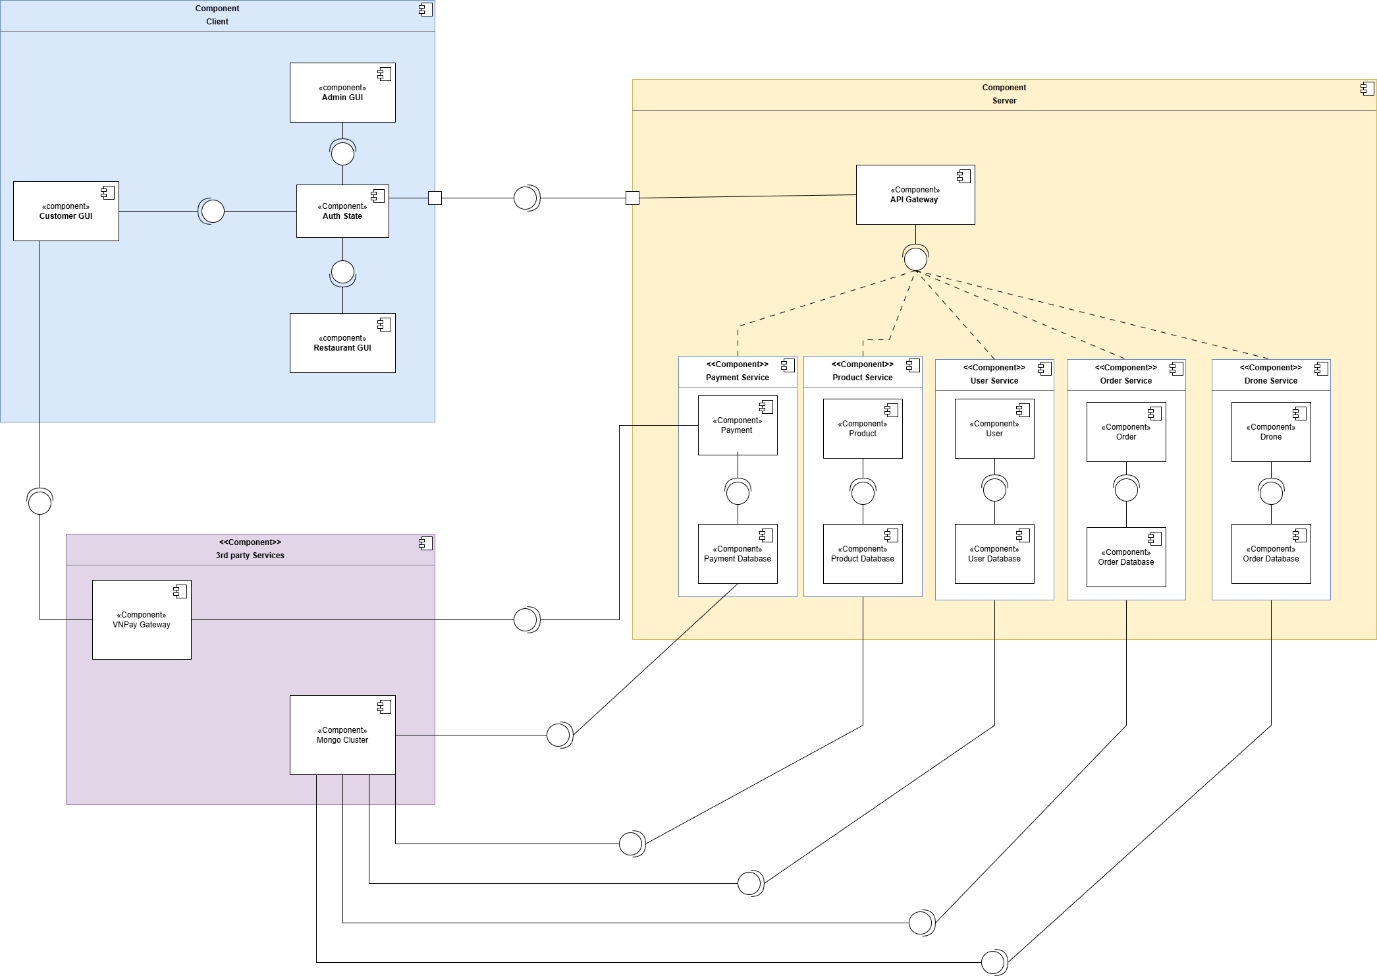 Component
Client
«component»
Admin GUI
«component»
Customer GUI
«Component»
Auth State
«component»
Restaurant GUI
Component
Server
«Component»
API Gateway
<<Component>>
Payment Service
«Component»
Payment
«Component»
Payment Database
<<Component>>
Product Service
«Component»
Product
«Component»
Product Database
<<Component>>
User Service
«Component»
User
«Component»
User Database
<<Component>>
Order Service
«Component»
Order
«Component»
Order Database
<<Component>>
Drone Service
«Component»
Drone
«Component»
Order Database
<<Component>>
3rd party Services
«Component»
VNPay Gateway
«Component»
Mongo Cluster